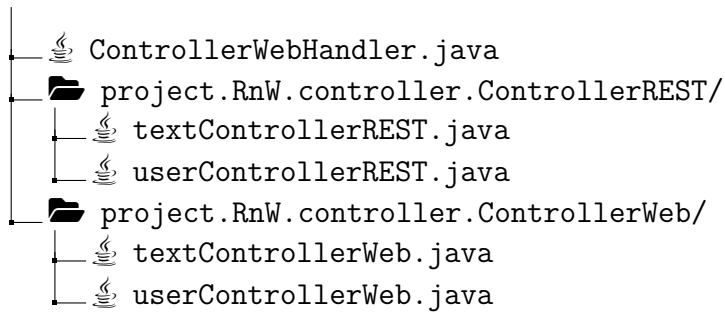 ControllerWebHandler.java
project.RnW.controller.ControllerREST/
textControllerREST.java
userControllerREST.java
project.RnW.controller.ControllerWeb/
textControllerWeb.java
userControllerWeb.java